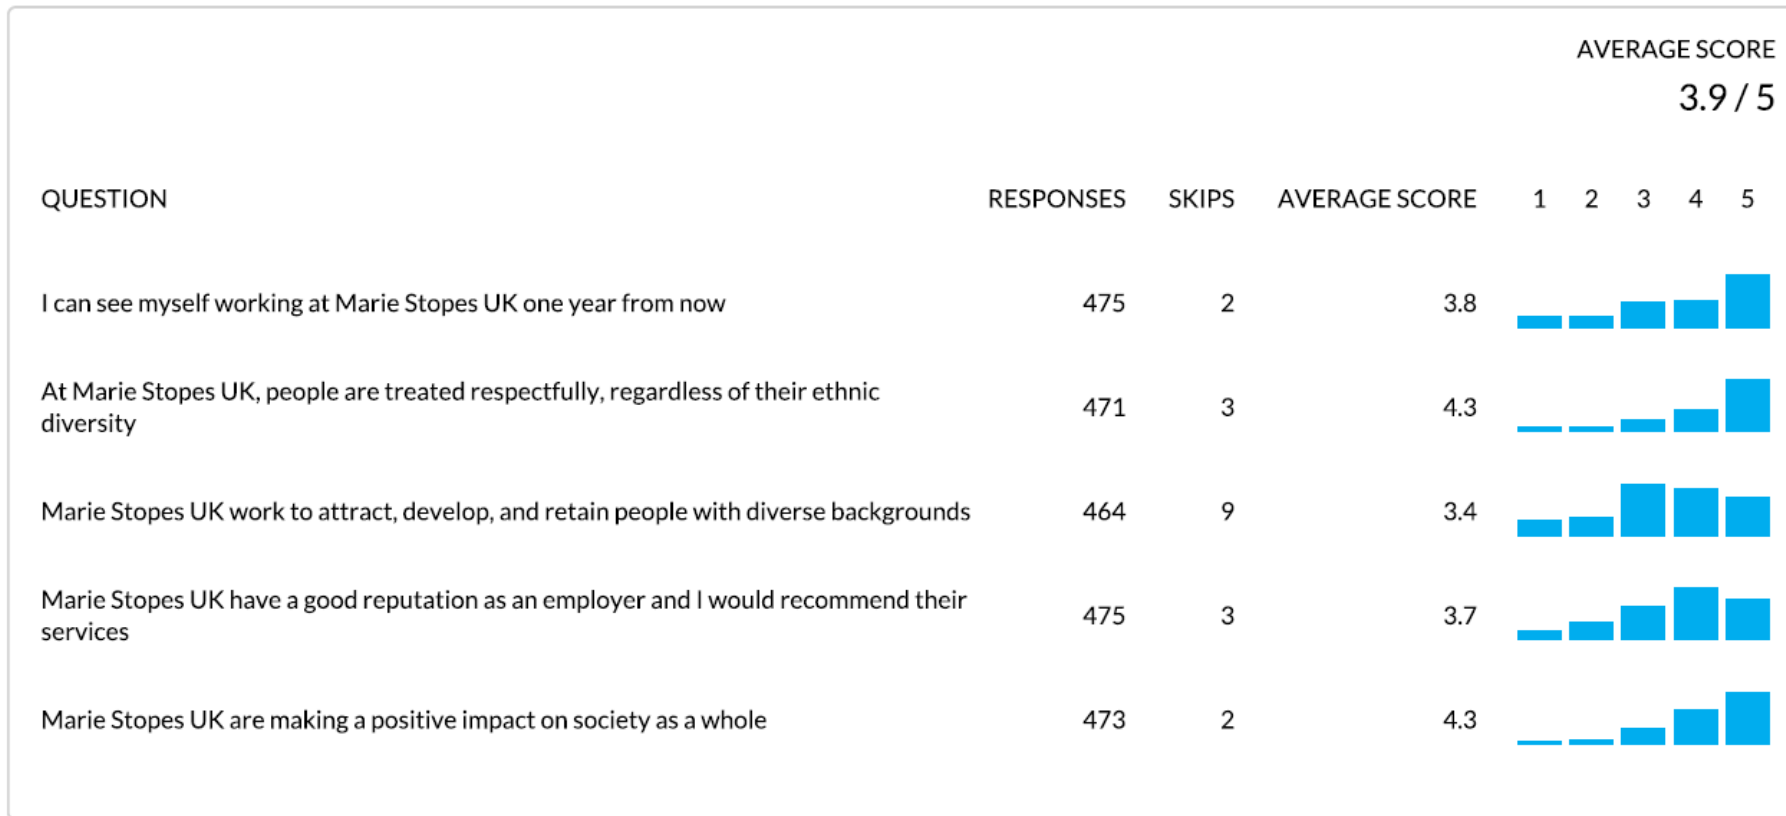 AVERAGE SCORE
3.9 / 5
QUESTION RESPONSES SKIPS AVERAGE SCORE 1 2 3 4 5
I can see myself working at Marie Stopes UK one year from now 475 2 3.8
At Marie Stopes UK, people are treated respectfully, regardless of their ethnic
diversity 471 3 4.3
Marie Stopes UK work to attract, develop, and retain people with diverse backgrounds 464 9 3.4
Marie Stopes UK have a good reputation as an employer and I would recommend their
services 475 3 3.7
Marie Stopes UK are making a positive impact on society as a whole 473 2 4.3